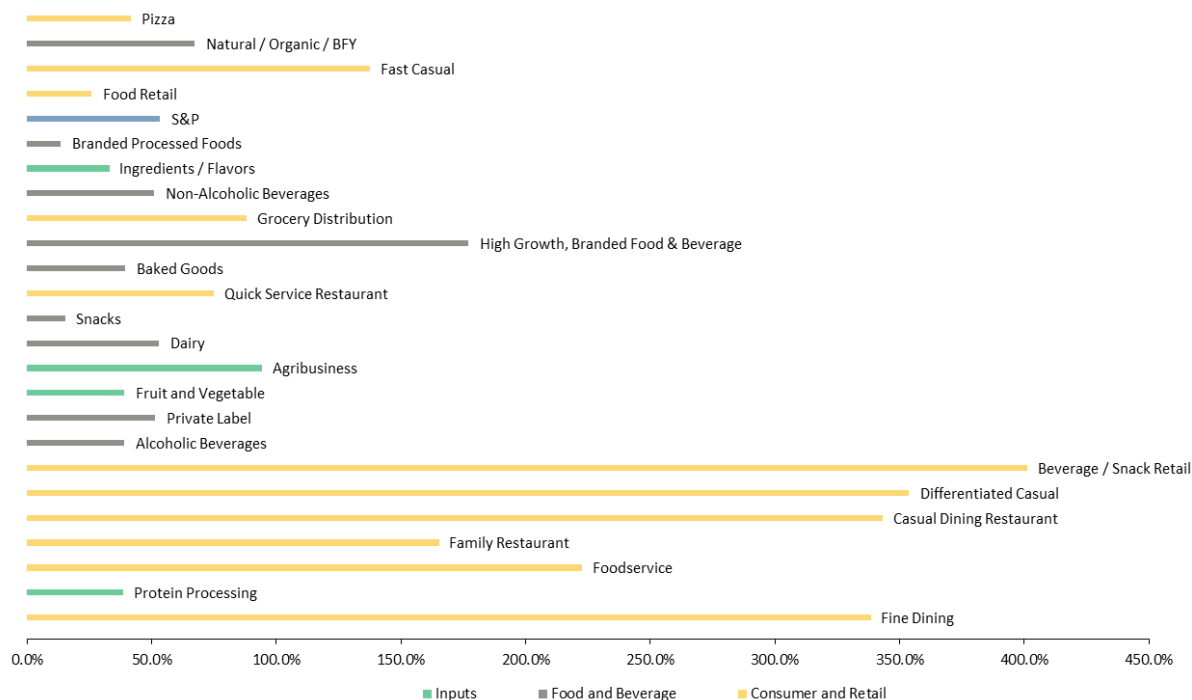 Pizza
Natural / Organic / BFY
Fast Casual
Food Retail
S&P
Branded Processed Foods
Ingredients / Flavors
Non-Alcoholic Beverages
Grocery Distribution
High Growth, Branded Food & Beverage
Baked Goods
Quick Service Restaurant
Snacks
Dairy
Agribusiness
Fruit and Vegetable
Private Label
Alcoholic Beverages
Beverage / Snack Retail
Differentiated Casual
Casual Dining Restaurant
Family Restaurant
Foodservice
Protein Processing
Fine Dining
0.0% 50.0% 100.0% 150.0% 200.0% 250.0% 300.0% 350.0% 400.0% 450.0%
Inputs Food and Beverage Consumer and Retail